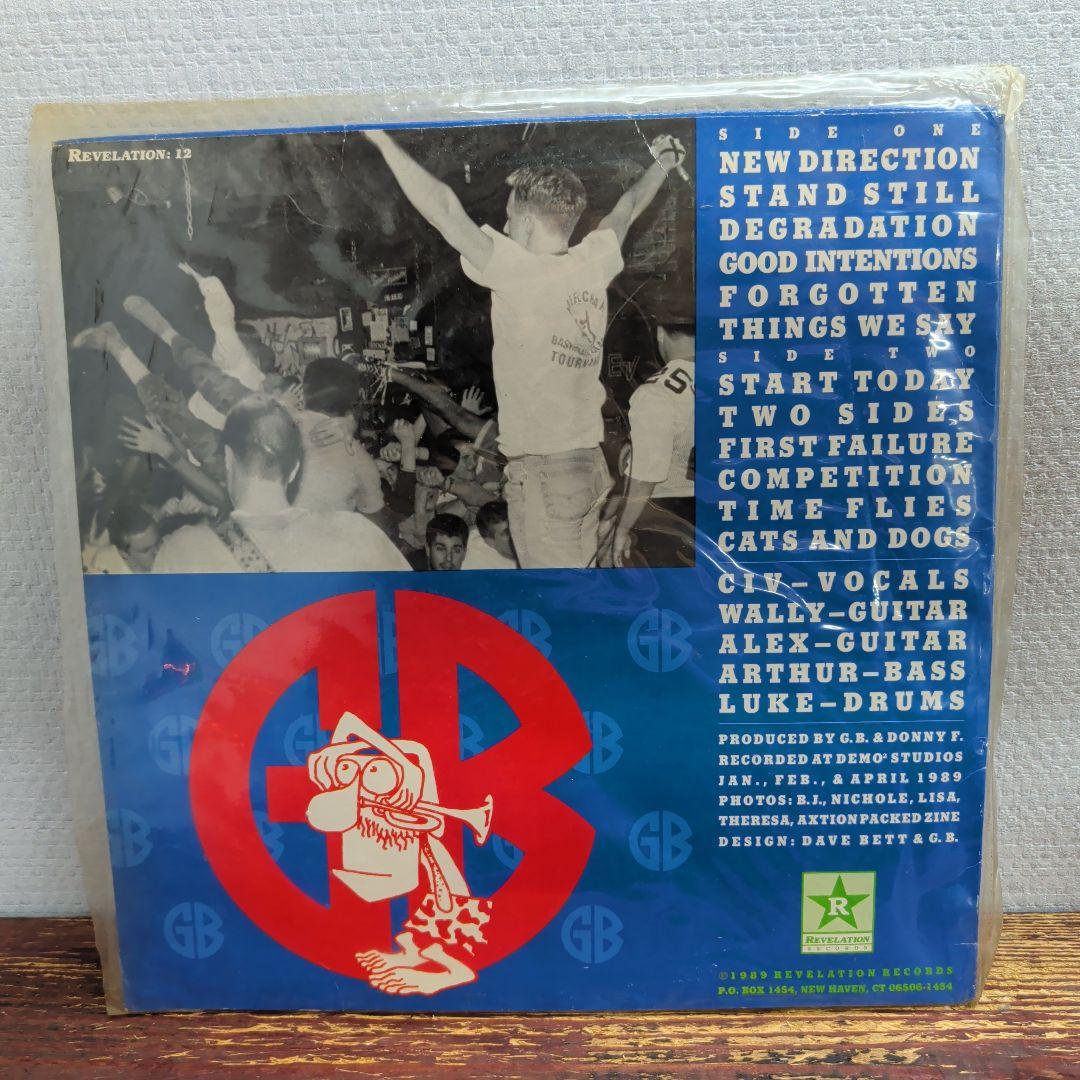 REVELATION: 12
BASKETBALL
TOURNAMENT
GB
SIDE ONE
NEW DIRECTION
STAND STILL
DEGRADATION
GOOD INTENTIONS
FORGOTTEN
THINGS WE SAY
SIDE TWO
START TODAY
TWO SIDES
FIRST FAILURE
COMPETITION
TIME FLIES
CATS AND DOGS
CIV–VOCALS
WALLY–GUITAR
ALEX–GUITAR
ARTHUR–BASS
LUKE–DRUMS
PRODUCED BY G.B. & DONNY F.
RECORDED AT DEMO² STUDIOS
JAN., FEB., & APRIL 1989
PHOTOS: B.J., NICHOLE, LISA,
THERESA, AXTION PACKED ZINE
DESIGN: DAVE BETT & G.B.
R
REVELATION
RECORDS
©1989 REVELATION RECORDS
P.O. BOX 1454, NEW HAVEN, CT 06506-1454